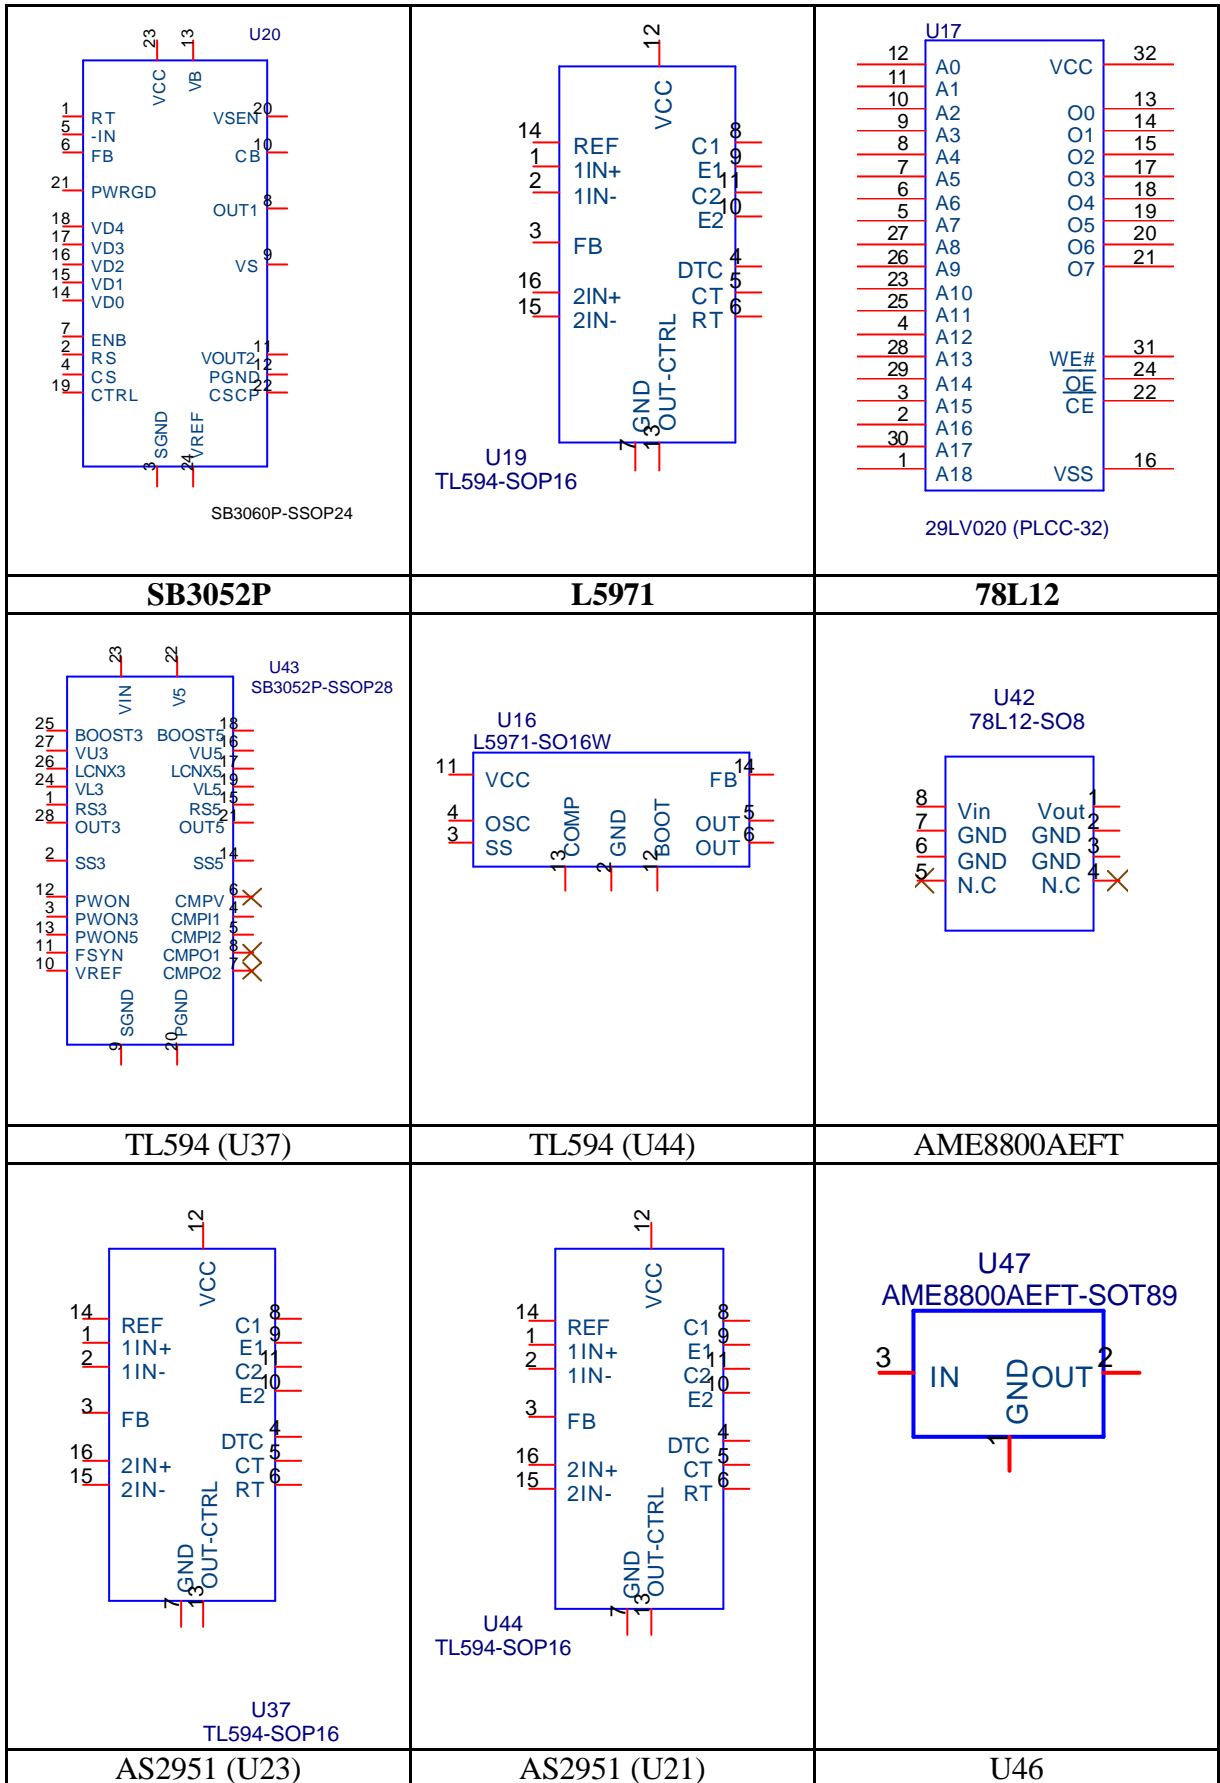 U20
23
13
VCC
VB
1 RT VSEN 20
5 -IN
6 FB CB 10
21 PWRGD
OUT1 8
18 VD4
17 VD3
16 VD2 VS 9
15 VD1
14 VD0
7 ENB
2 RS VOUT2 11
4 CS PGND 12
19 CTRL CSCP 22
SGND
VREF
3
24
SB3060P-SSOP24
12
VCC
14 REF C1 8
1 1IN+ E1 9
2 1IN- C2 11
E2 10
3 FB
DTC 4
16 2IN+ CT 5
15 2IN- RT 6
GND
OUT-CTRL
7
13
U19
TL594-SOP16
U17
12 A0 VCC 32
11 A1
10 A2 O0 13
9 A3 O1 14
8 A4 O2 15
7 A5 O3 17
6 A6 O4 18
5 A7 O5 19
27 A8 O6 20
26 A9 O7 21
23 A10
25 A11
4 A12
28 A13 WE# 31
29 A14 OE 24
3 A15 CE 22
2 A16
30 A17
1 A18 VSS 16
29LV020 (PLCC-32)
SB3052P
L5971
78L12
23
22
U43
SB3052P-SSOP28
VIN
V5
25 BOOST3 BOOST5 18
27 VU3 VU5 16
26 LCNX3 LCNX5 17
24 VL3 VL5 19
1 RS3 RS5 15
28 OUT3 OUT5 21
2 SS3 SS5 14
12 PWON CMPV 6
3 PWON3 CMPI1 4
13 PWON5 CMPI2 5
11 FSYN CMPO1 8
10 VREF CMPO2 7
SGND
PGND
9
20
U16
L5971-SO16W
11 VCC FB 14
4 OSC OUT 5
3 SS OUT 6
COMP
GND
BOOT
13
2
12
U42
78L12-SO8
8 Vin Vout 1
7 GND GND 2
6 GND GND 3
5 N.C N.C 4
TL594 (U37)
TL594 (U44)
AME8800AEFT
12
VCC
14 REF C1 8
1 1IN+ E1 9
2 1IN- C2 11
E2 10
3 FB
DTC 4
16 2IN+ CT 5
15 2IN- RT 6
GND
OUT-CTRL
7
13
U37
TL594-SOP16
12
VCC
14 REF C1 8
1 1IN+ E1 9
2 1IN- C2 11
E2 10
3 FB
DTC 4
16 2IN+ CT 5
15 2IN- RT 6
GND
OUT-CTRL
7
13
U44
TL594-SOP16
U47
AME8800AEFT-SOT89
3 IN OUT 2
GND
1
AS2951 (U23)
AS2951 (U21)
U46